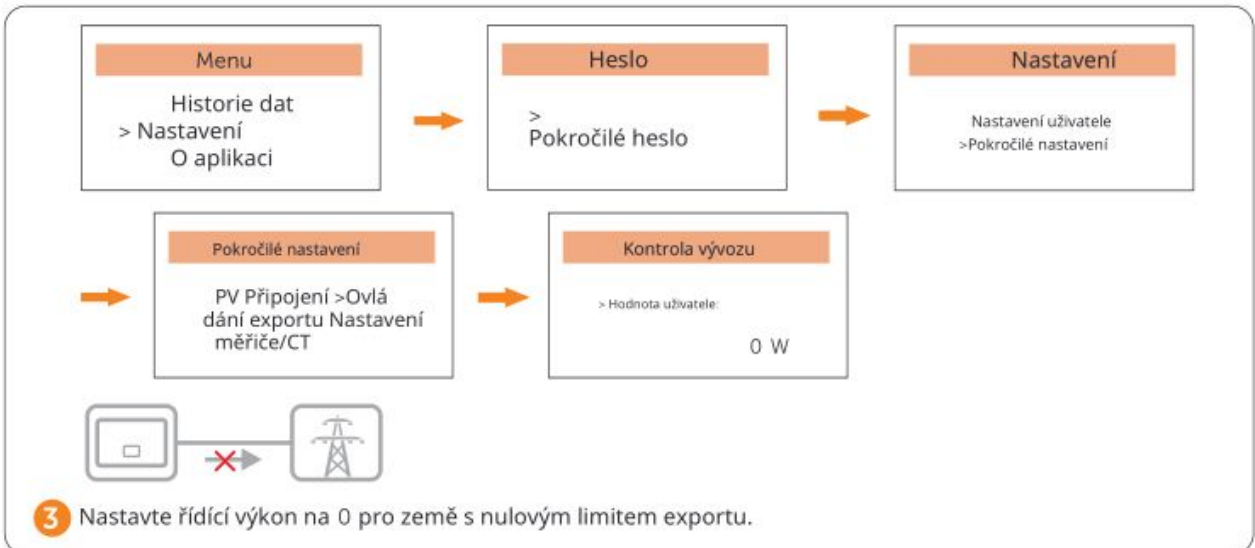 Menu
Historie dat
> Nastavení
O aplikaci
Heslo
>
Pokročilé heslo
Nastavení
Nastavení uživatele
>Pokročilé nastavení
Pokročilé nastavení
PV Připojení >Ovlá
dání exportu Nastavení
měřiče/CT
Kontrola vývozu
> Hodnota uživatele:
0 W
3 Nastavte řídící výkon na 0 pro země s nulovým limitem exportu.